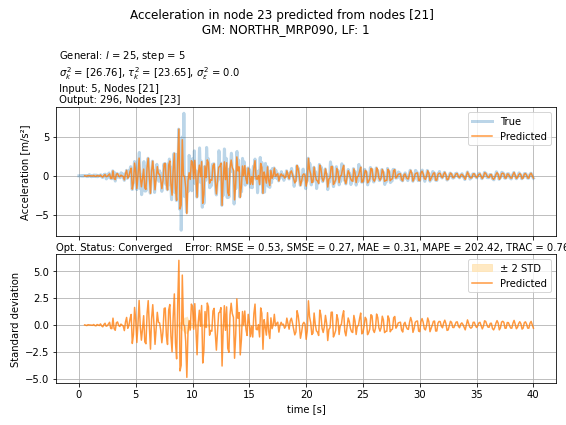 Acceleration in node 23 predicted from nodes [21]
GM: NORTHR_MRP090, LF: 1
General: l = 25, step = 5
σ²ₖ = [26.76], τ²ₖ = [23.65], σ²ε = 0.0
Input: 5, Nodes [21]
Output: 296, Nodes [23]
Acceleration [m/s²]
5
0
−5
True
Predicted
Opt. Status: Converged    Error: RMSE = 0.53, SMSE = 0.27, MAE = 0.31, MAPE = 202.42, TRAC = 0.76
Standard deviation
5.0
2.5
0.0
−2.5
−5.0
± 2 STD
Predicted
0 5 10 15 20 25 30 35 40
time [s]